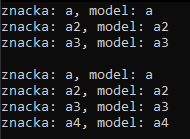 znacka: a, model: a
znacka: a2, model: a2
znacka: a3, model: a3

znacka: a, model: a
znacka: a2, model: a2
znacka: a3, model: a3
znacka: a4, model: a4